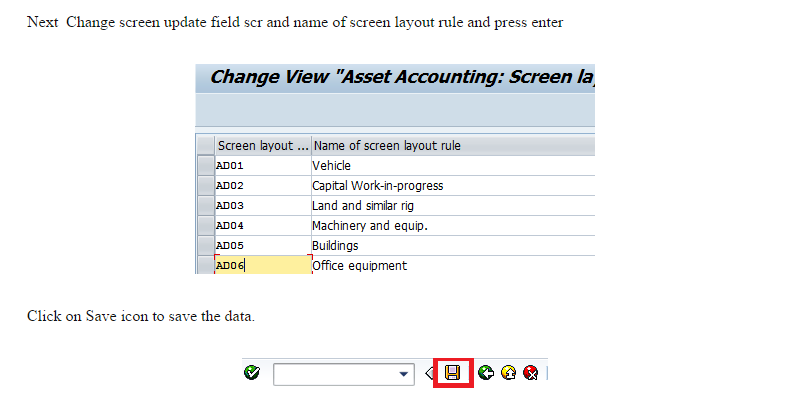 Next Change screen update field scr and name of screen layout rule and press enter
Change View "Asset Accounting: Screen la
Screen layout ... Name of screen layout rule
AD01 Vehicle
AD02 Capital Work-in-progress
AD03 Land and similar rig
AD04 Machinery and equip.
AD05 Buildings
AD06 Office equipment
Click on Save icon to save the data.